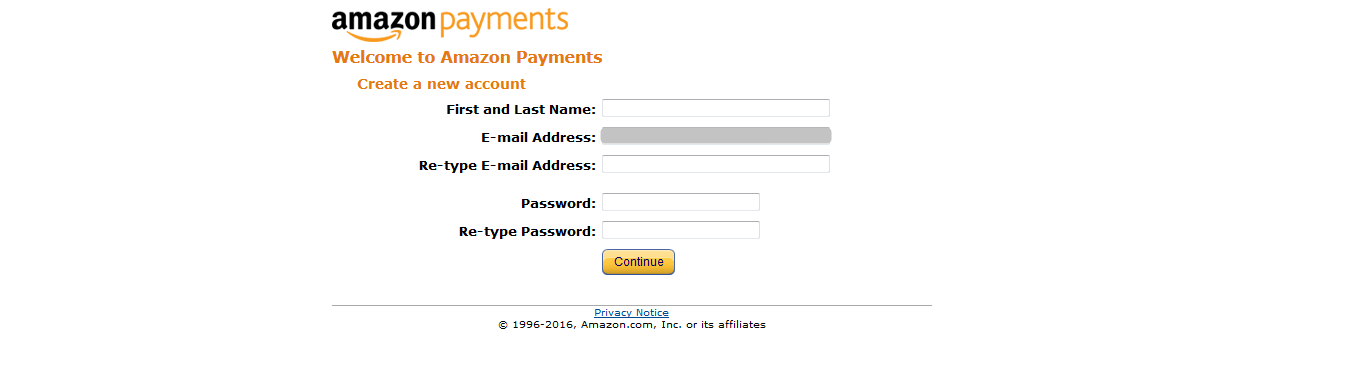 amazon payments
Welcome to Amazon Payments
Create a new account
First and Last Name:
E-mail Address:
Re-type E-mail Address:
Password:
Re-type Password:
Continue
Privacy Notice
© 1996-2016, Amazon.com, Inc. or its affiliates